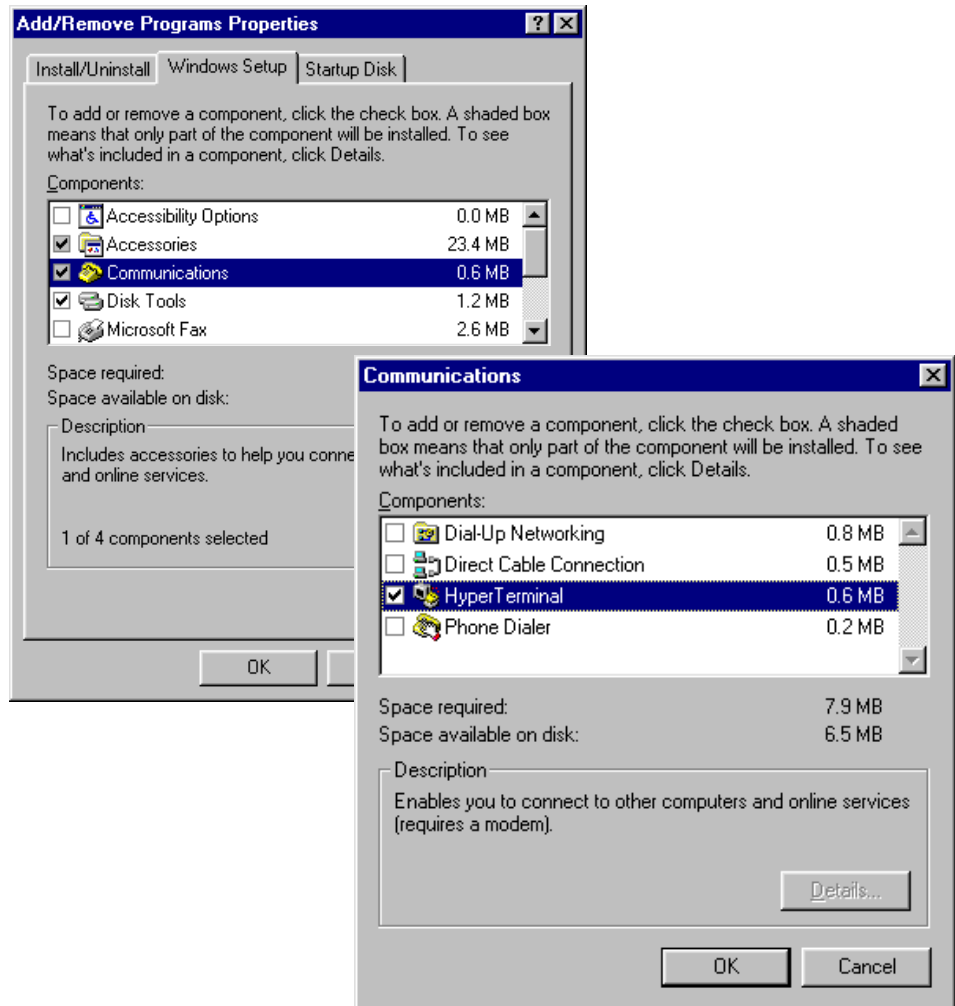 Add/Remove Programs Properties
Install/Uninstall Windows Setup Startup Disk
To add or remove a component, click the check box. A shaded box
means that only part of the component will be installed. To see
what's included in a component, click Details.
Components:
Accessibility Options 0.0 MB
Accessories 23.4 MB
Communications 0.6 MB
Disk Tools 1.2 MB
Microsoft Fax 2.6 MB
Space required:
Space available on disk:
Description
Includes accessories to help you conne
and online services.
1 of 4 components selected
OK
Communications
To add or remove a component, click the check box. A shaded
box means that only part of the component will be installed. To see
what's included in a component, click Details.
Components:
Dial-Up Networking 0.8 MB
Direct Cable Connection 0.5 MB
HyperTerminal 0.6 MB
Phone Dialer 0.2 MB
Space required: 7.9 MB
Space available on disk: 6.5 MB
Description
Enables you to connect to other computers and online services
(requires a modem).
Details...
OK Cancel